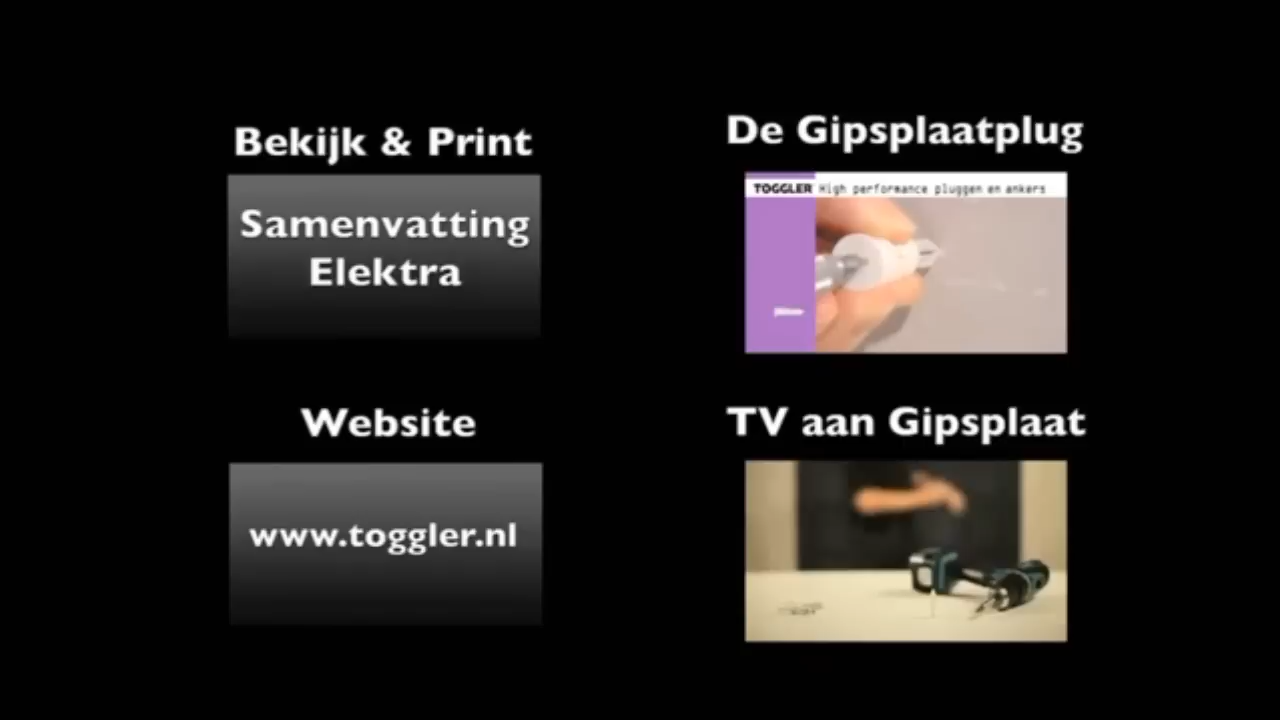 Bekijk & Print
Samenvatting
Elektra
De Gipsplaatplug
TOGGLER High performance pluggen en ankers
Website
www.toggler.nl
TV aan Gipsplaat